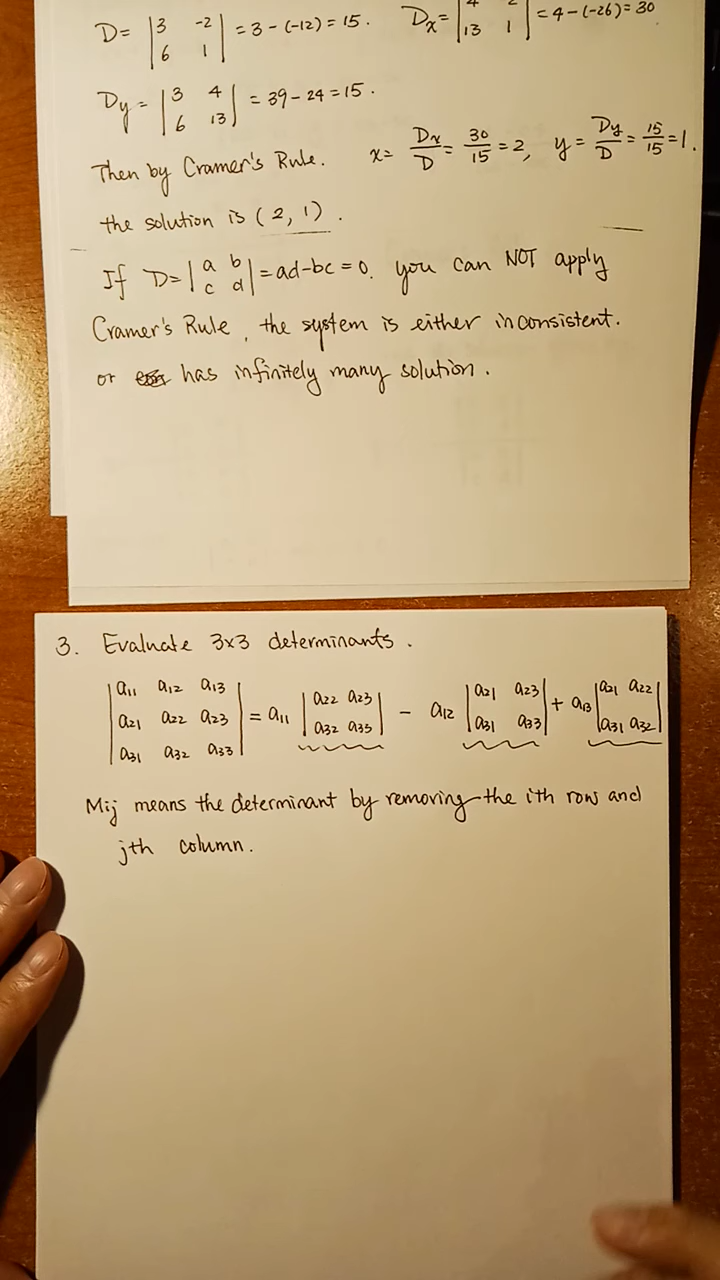 D = | 3 -2 ; 6 1 | = 3 - (-12) = 15. Dx = | 4 -2 ; 13 1 | = 4 - (-26) = 30
Dy = | 3 4 ; 6 13 | = 39 - 24 = 15.
Then by Cramer's Rule. x = Dx/D = 30/15 = 2, y = Dy/D = 15/15 = 1.
the solution is (2, 1).
If D = | a b ; c d | = ad - bc = 0. you can NOT apply
Cramer's Rule, the system is either inconsistent.
or has infinitely many solution.
3. Evaluate 3x3 determinants.
| a11 a12 a13 ; a21 a22 a23 ; a31 a32 a33 | = a11 | a22 a23 ; a32 a33 | - a12 | a21 a23 ; a31 a33 | + a13 | a21 a22 ; a31 a32 |
Mij means the determinant by removing the ith row and
jth column.